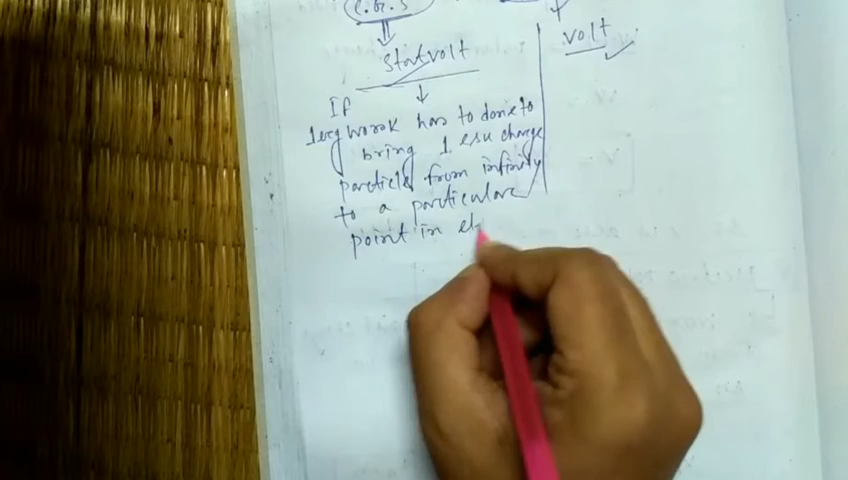 C.G.S
volt
Statvolt
If
1erg work has to done to
bring 1 esu charge
particle from infinity
to a particulare
point in el